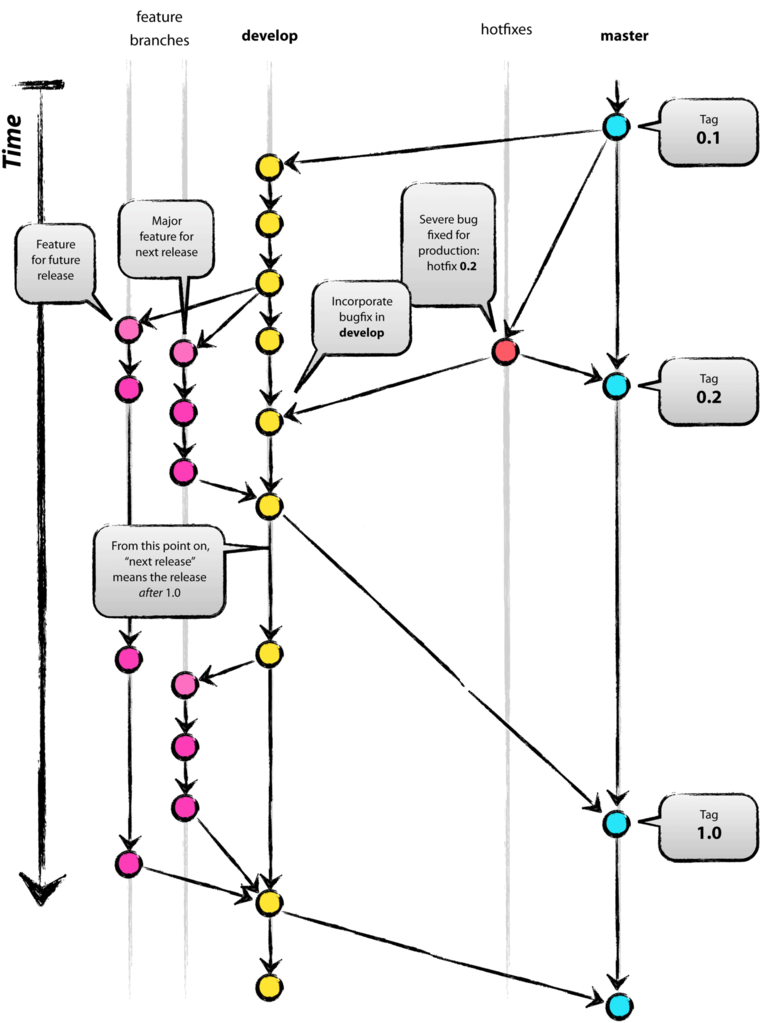 feature
branches
develop
hotfixes
master
Time
Tag
0.1
Major
feature for
next release
Severe bug
fixed for
production:
hotfix 0.2
Feature
for future
release
Incorporate
bugfix in
develop
Tag
0.2
From this point on,
“next release”
means the release
after 1.0
Tag
1.0